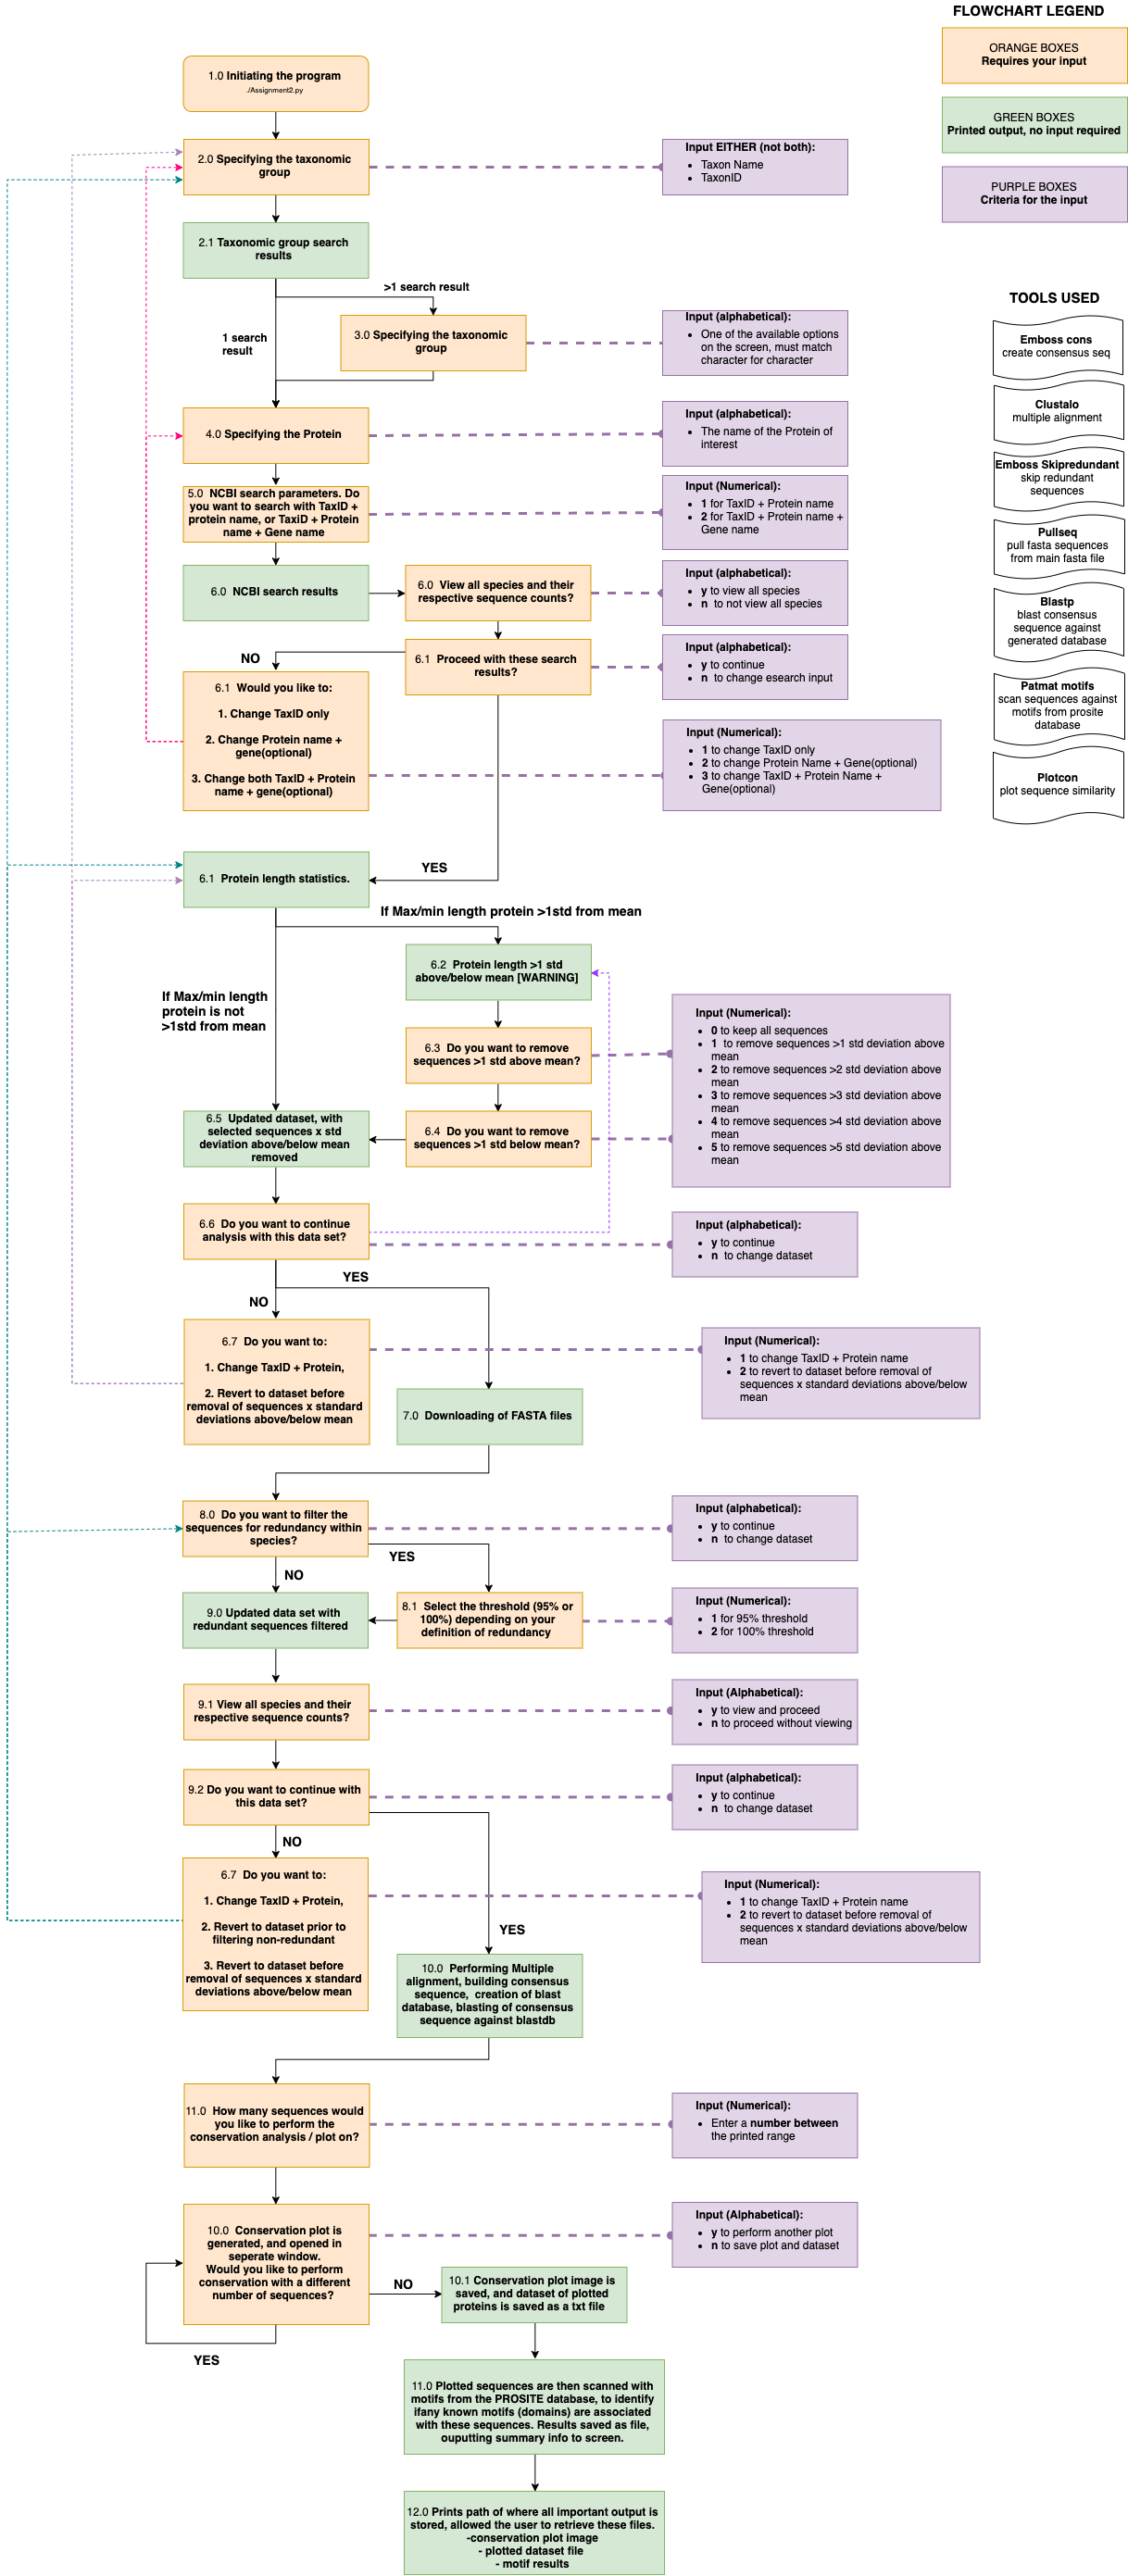 FLOWCHART LEGEND
ORANGE BOXES
Requires your input
GREEN BOXES
Printed output, no input required
PURPLE BOXES
Criteria for the input
TOOLS USED
Emboss cons
create consensus seq
Clustalo
multiple alignment
Emboss Skipredundant
skip redundant
sequences
Pullseq
pull fasta sequences
from main fasta file
Blastp
blast consensus
sequence against
generated database
Patmat motifs
scan sequences against
motifs from prosite
database
Plotcon
plot sequence similarity
1.0 Initiating the program
./Assignment2.py
2.0 Specifying the taxonomic
group
Input EITHER (not both):
• Taxon Name
• TaxonID
2.1 Taxonomic group search
results
>1 search result
1 search
result
3.0 Specifying the taxonomic
group
Input (alphabetical):
• One of the available options
on the screen, must match
character for character
4.0 Specifying the Protein
Input (alphabetical):
• The name of the Protein of
interest
5.0 NCBI search parameters. Do
you want to search with TaxID +
protein name, or TaxiD + Protein
name + Gene name
Input (Numerical):
• 1 for TaxID + Protein name
• 2 for TaxID + Protein name +
Gene name
6.0 NCBI search results
6.0 View all species and their
respective sequence counts?
Input (alphabetical):
• y to view all species
• n to not view all species
6.1 Proceed with these search
results?
Input (alphabetical):
• y to continue
• n to change esearch input
NO
6.1 Would you like to:
1. Change TaxID only
2. Change Protein name +
gene(optional)
3. Change both TaxID + Protein
name + gene(optional)
Input (Numerical):
• 1 to change TaxID only
• 2 to change Protein Name + Gene(optional)
• 3 to change TaxID + Protein Name +
Gene(optional)
YES
6.1 Protein length statistics.
If Max/min length protein >1std from mean
6.2 Protein length >1 std
above/below mean [WARNING]
If Max/min length
protein is not
>1std from mean
6.3 Do you want to remove
sequences >1 std above mean?
6.4 Do you want to remove
sequences >1 std below mean?
Input (Numerical):
• 0 to keep all sequences
• 1 to remove sequences >1 std deviation above
mean
• 2 to remove sequences >2 std deviation above
mean
• 3 to remove sequences >3 std deviation above
mean
• 4 to remove sequences >4 std deviation above
mean
• 5 to remove sequences >5 std deviation above
mean
6.5 Updated dataset, with
selected sequences x std
deviation above/below mean
removed
6.6 Do you want to continue
analysis with this data set?
Input (alphabetical):
• y to continue
• n to change dataset
YES
NO
6.7 Do you want to:
1. Change TaxID + Protein,
2. Revert to dataset before
removal of sequences x standard
deviations above/below mean
Input (Numerical):
• 1 to change TaxID + Protein name
• 2 to revert to dataset before removal of
sequences x standard deviations above/below
mean
7.0 Downloading of FASTA files
8.0 Do you want to filter the
sequences for redundancy within
species?
Input (alphabetical):
• y to continue
• n to change dataset
YES
NO
8.1 Select the threshold (95% or
100%) depending on your
definition of redundancy
Input (Numerical):
• 1 for 95% threshold
• 2 for 100% threshold
9.0 Updated data set with
redundant sequences filtered
9.1 View all species and their
respective sequence counts?
Input (Alphabetical):
• y to view and proceed
• n to proceed without viewing
9.2 Do you want to continue with
this data set?
Input (alphabetical):
• y to continue
• n to change dataset
NO
6.7 Do you want to:
1. Change TaxID + Protein,
2. Revert to dataset prior to
filtering non-redundant
3. Revert to dataset before
removal of sequences x standard
deviations above/below mean
Input (Numerical):
• 1 to change TaxID + Protein name
• 2 to revert to dataset before removal of
sequences x standard deviations above/below
mean
YES
10.0 Performing Multiple
alignment, building consensus
sequence, creation of blast
database, blasting of consensus
sequence against blastdb
11.0 How many sequences would
you like to perform the
conservation analysis / plot on?
Input (Numerical):
• Enter a number between
the printed range
10.0 Conservation plot is
generated, and opened in
seperate window.
Would you like to perform
conservation with a different
number of sequences?
Input (Alphabetical):
• y to perform another plot
• n to save plot and dataset
NO
YES
10.1 Conservation plot image is
saved, and dataset of plotted
proteins is saved as a txt file
11.0 Plotted sequences are then scanned with
motifs from the PROSITE database, to identify
ifany known motifs (domains) are associated
with these sequences. Results saved as file,
ouputting summary info to screen.
12.0 Prints path of where all important output is
stored, allowed the user to retrieve these files.
-conservation plot image
- plotted dataset file
- motif results